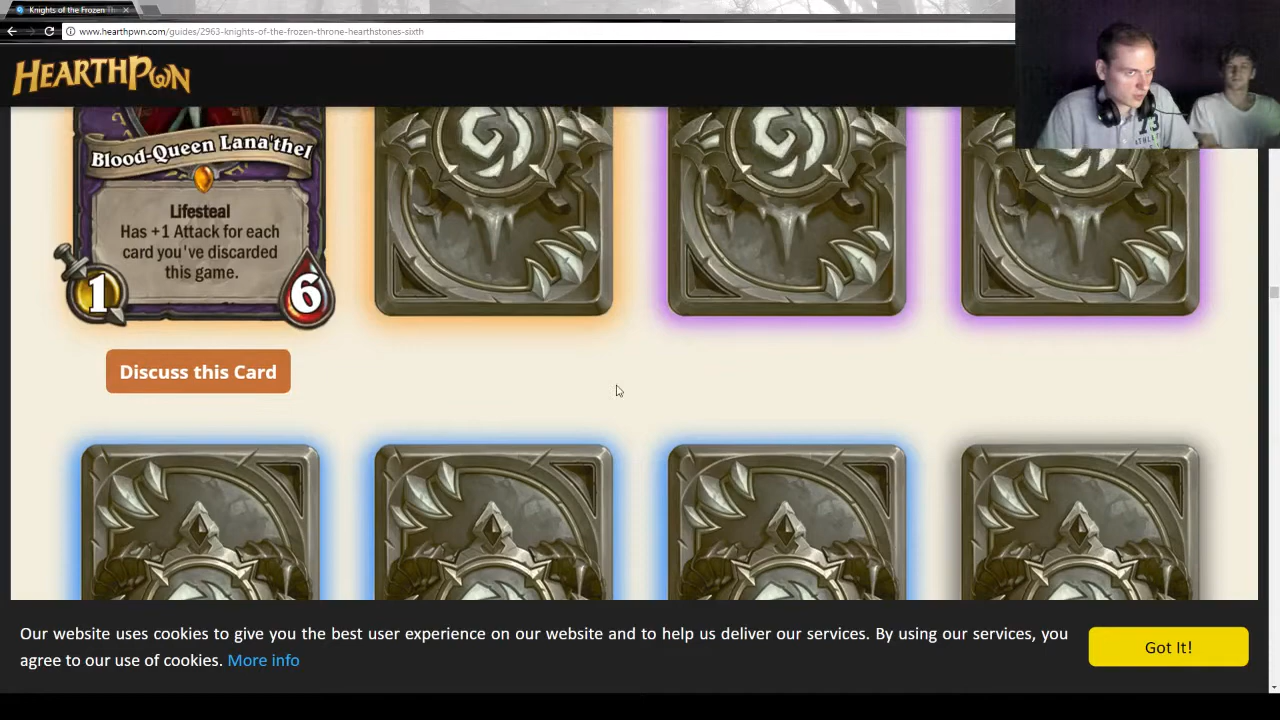 Knights of the Frozen Th
www.hearthpwn.com/guides/2963-knights-of-the-frozen-throne-hearthstones-sixth
HEARTHPWN
Blood-Queen Lana'thel
Lifesteal
Has +1 Attack for each
card you've discarded
this game.
1
6
Discuss this Card
Our website uses cookies to give you the best user experience on our website and to help us deliver our services. By using our services, you
agree to our use of cookies. More info
Got It!